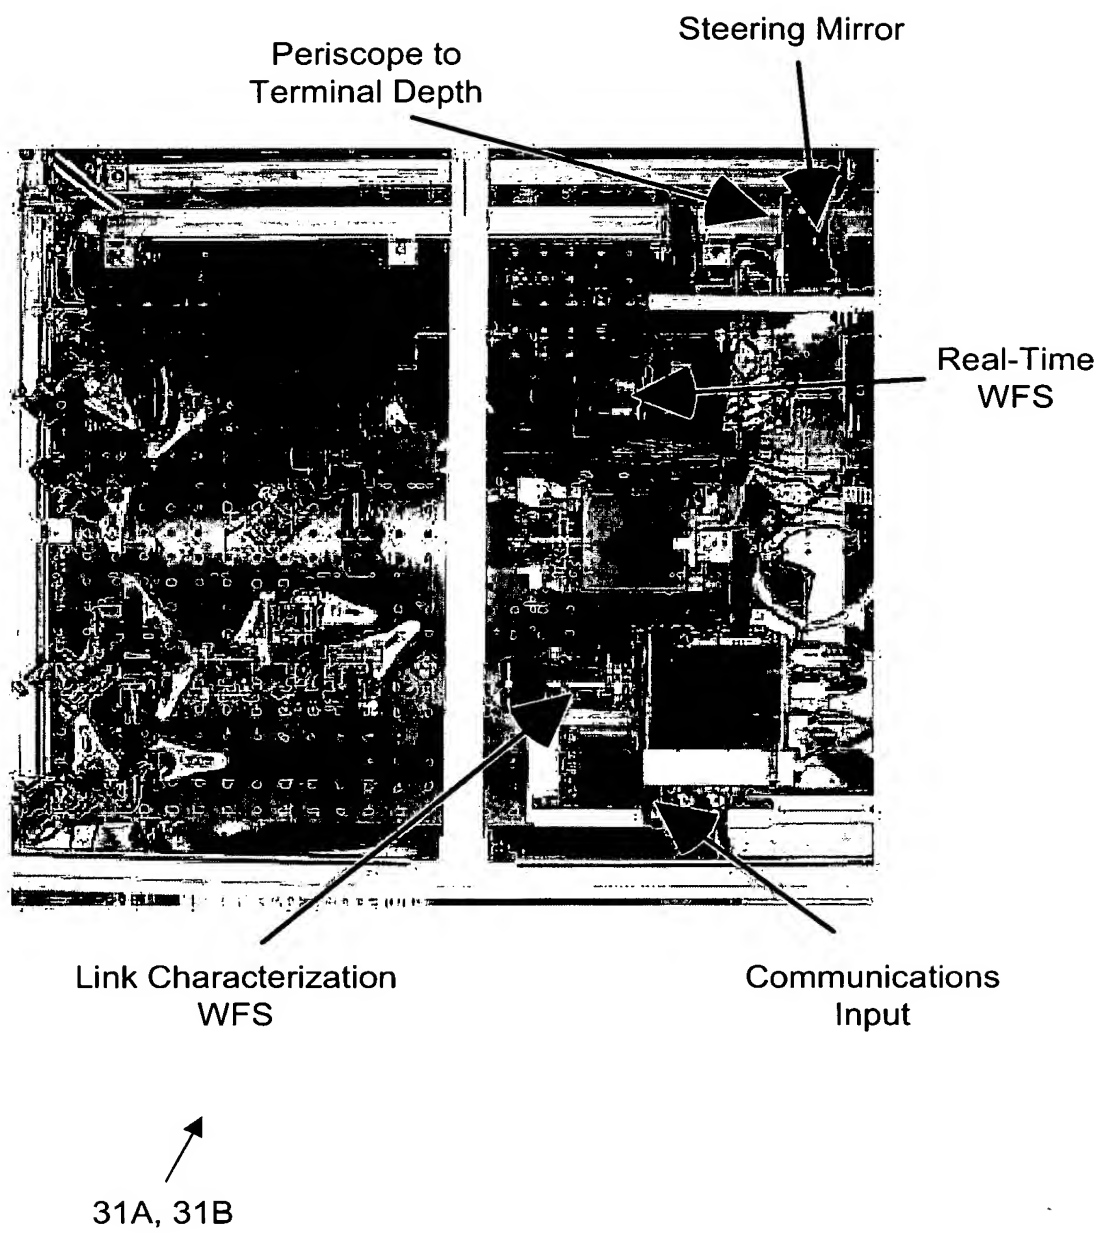 Steering Mirror
Periscope to
Terminal Depth
Real-Time
WFS
Link Characterization
WFS
Communications
Input
31A, 31B